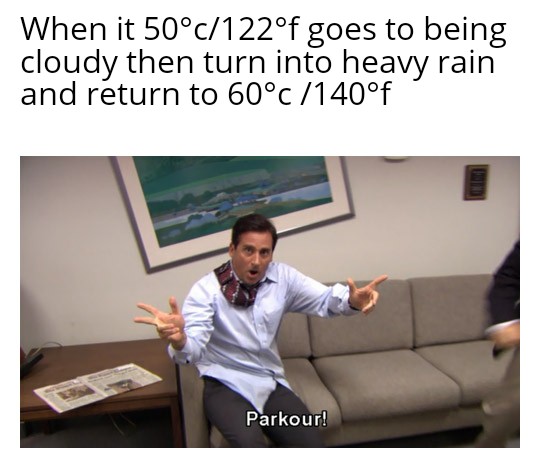 When it 50°c/122°f goes to being
cloudy then turn into heavy rain
and return to 60°c /140°f
Parkour!